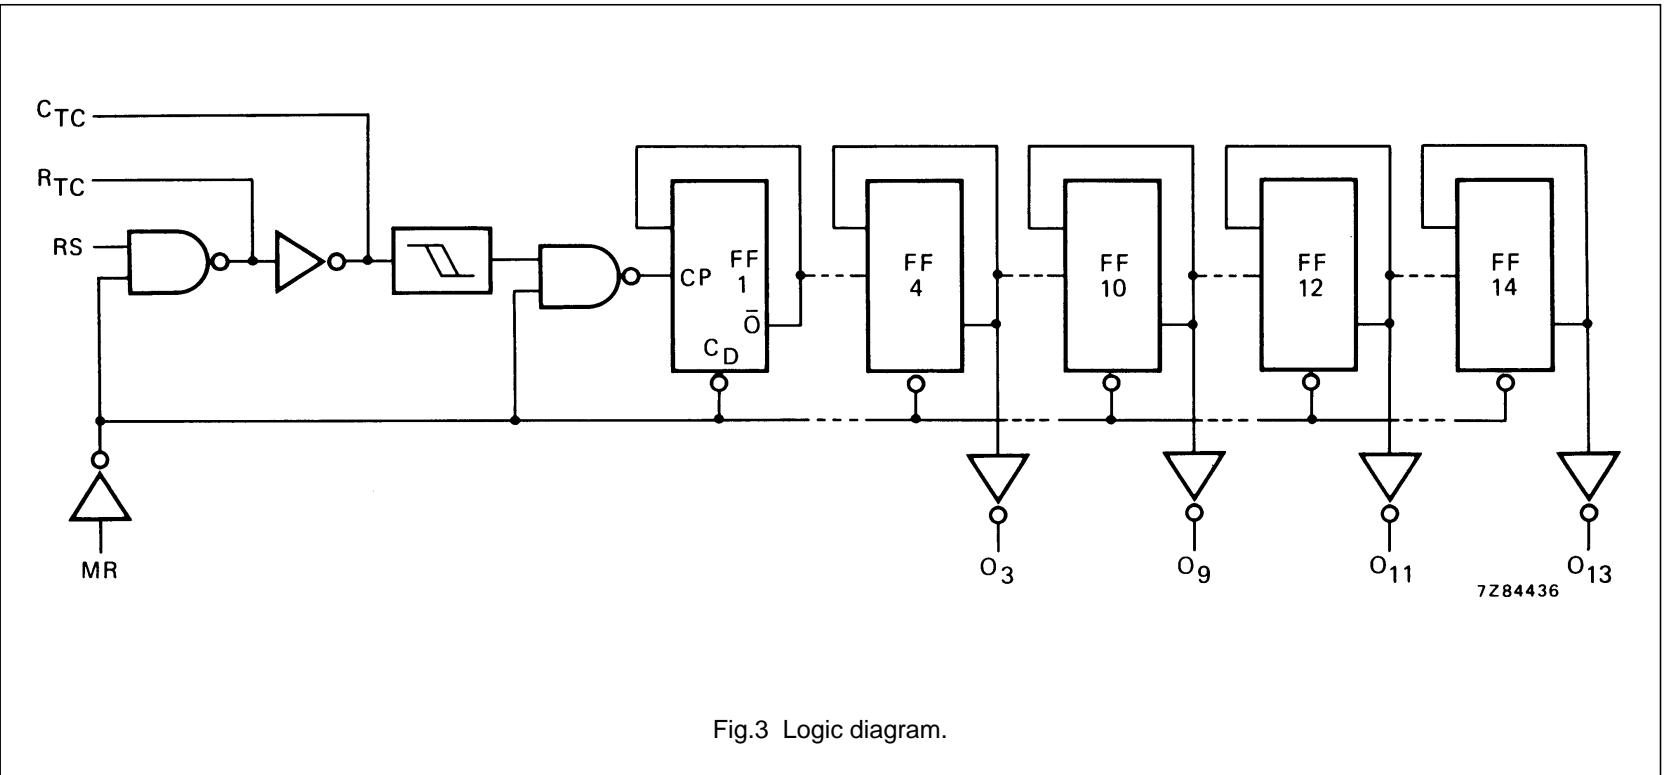 CTC
RTC
RS
MR
CP
FF
1
Ō
CD
FF
4
FF
10
FF
12
FF
14
O3
O9
O11
O13
7Z84436
Fig.3 Logic diagram.